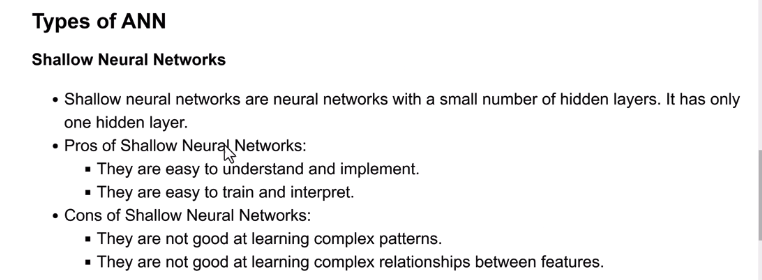 Types of ANN
Shallow Neural Networks
• Shallow neural networks are neural networks with a small number of hidden layers. It has only
one hidden layer.
• Pros of Shallow Neural Networks:
▪ They are easy to understand and implement.
▪ They are easy to train and interpret.
• Cons of Shallow Neural Networks:
▪ They are not good at learning complex patterns.
▪ They are not good at learning complex relationships between features.